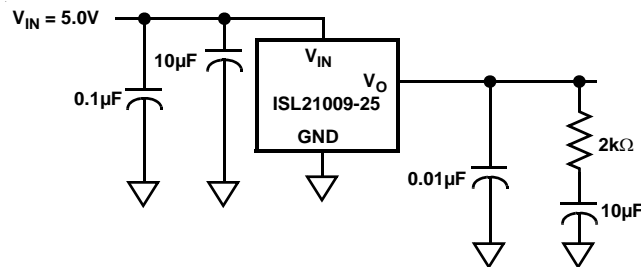 V_IN = 5.0V
10µF
0.1µF
V_IN
V_O
ISL21009-25
GND
0.01µF
2kΩ
10µF